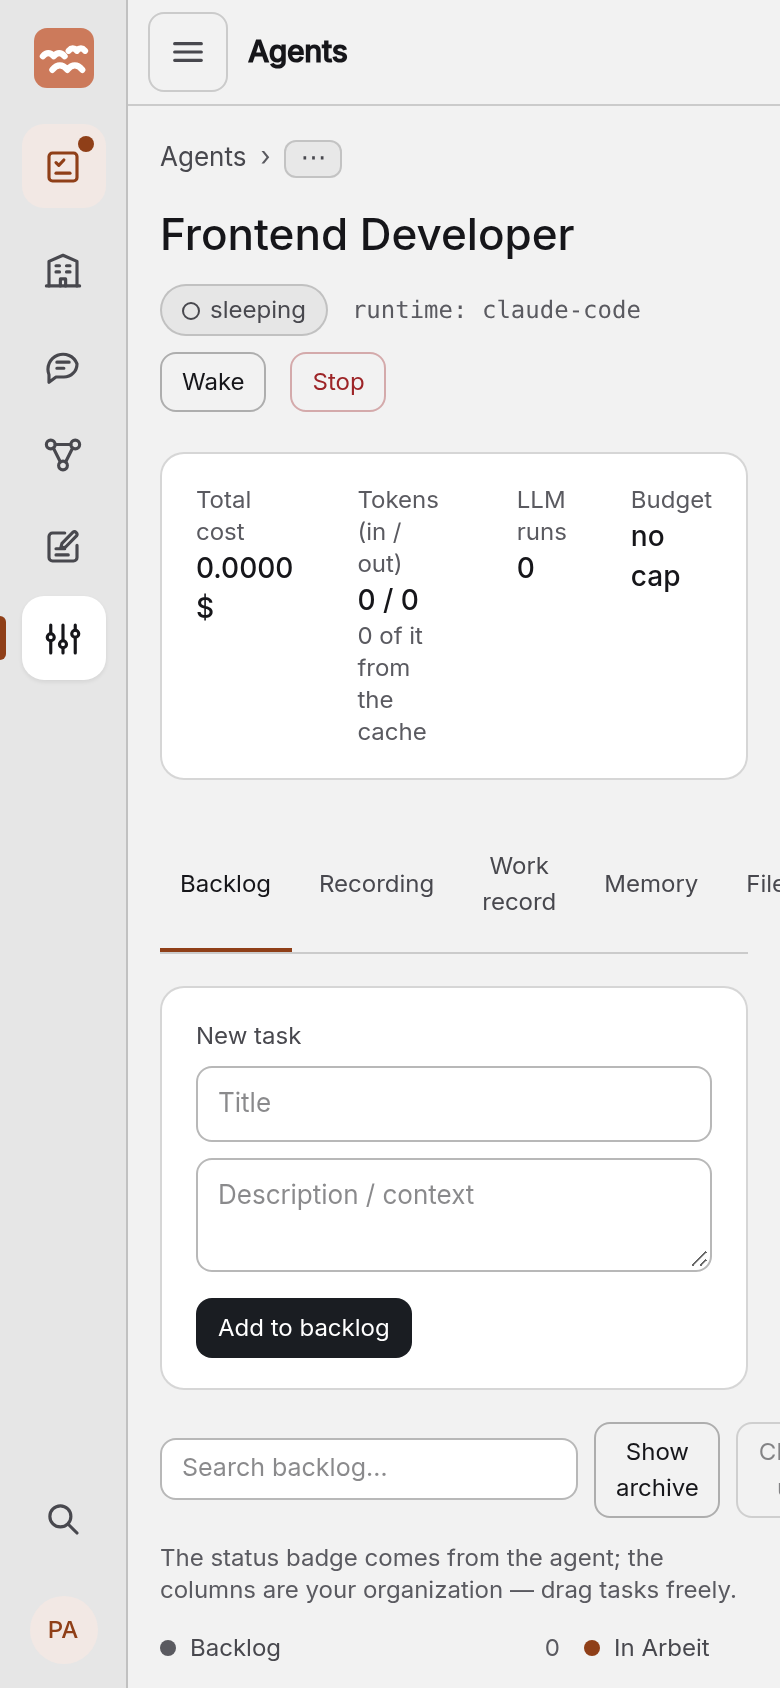 Agents
Agents › ···
Frontend Developer
sleeping
runtime: claude-code
Wake
Stop
Total
cost
0.0000
$
Tokens
(in /
out)
0 / 0
0 of it
from
the
cache
LLM
runs
0
Budget
no
cap
Backlog
Recording
Work
record
Memory
File
New task
Title
Description / context
Add to backlog
Search backlog...
Show
archive
The status badge comes from the agent; the
columns are your organization — drag tasks freely.
Backlog 0
In Arbeit
PA